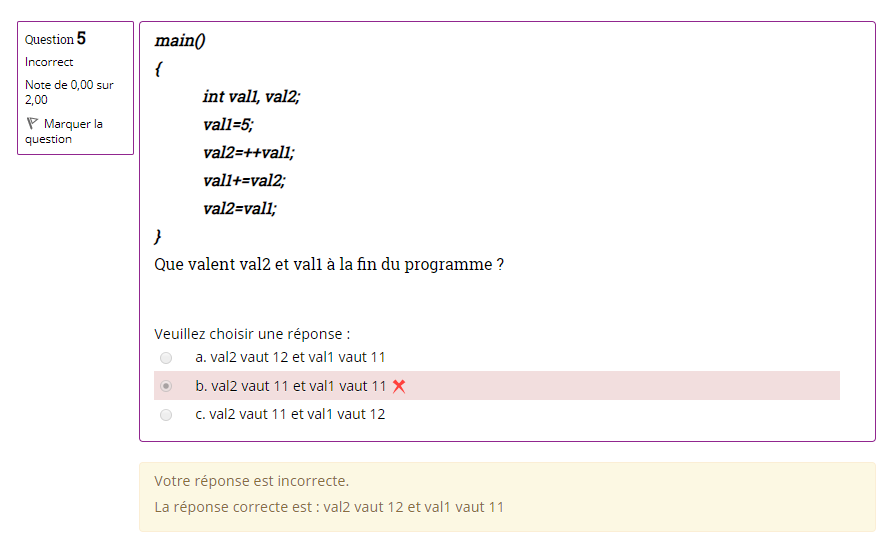 Question 5
Incorrect
Note de 0,00 sur
2,00
Marquer la
question
main()
{
int val1, val2;
val1=5;
val2=++val1;
val1+=val2;
val2=val1;
}
Que valent val2 et val1 à la fin du programme ?
Veuillez choisir une réponse :
a. val2 vaut 12 et val1 vaut 11
b. val2 vaut 11 et val1 vaut 11
c. val2 vaut 11 et val1 vaut 12
Votre réponse est incorrecte.
La réponse correcte est : val2 vaut 12 et val1 vaut 11